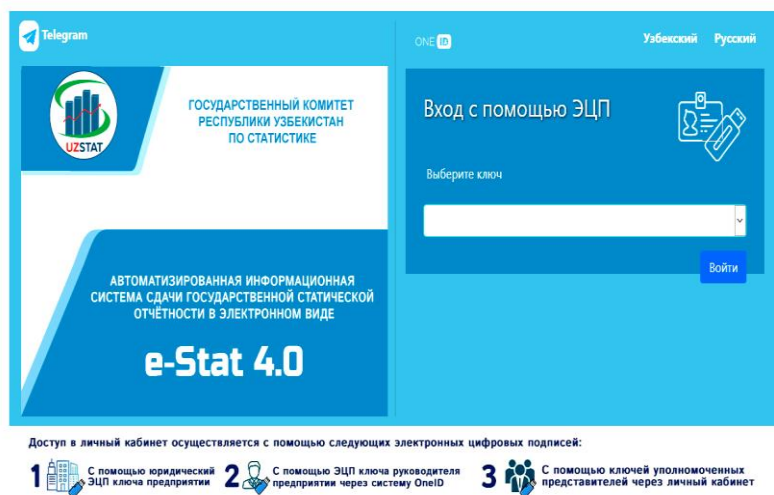 Telegram
ONE ID
Узбекский Русский
UZSTAT
ГОСУДАРСТВЕННЫЙ КОМИТЕТ
РЕСПУБЛИКИ УЗБЕКИСТАН
ПО СТАТИСТИКЕ
АВТОМАТИЗИРОВАННАЯ ИНФОРМАЦИОННАЯ
СИСТЕМА СДАЧИ ГОСУДАРСТВЕННОЙ СТАТИЧЕСКОЙ
ОТЧЁТНОСТИ В ЭЛЕКТРОННОМ ВИДЕ
e-Stat 4.0
Вход с помощью ЭЦП
Выберите ключ
Войти
Доступ в личный кабинет осуществляется с помощью следующих электронных цифровых подписей:
1 С помощью юридический
ЭЦП ключа предприятии
2 С помощью ЭЦП ключа руководителя
предприятии через систему OneID
3 С помощью ключей уполномоченных
представителей через личный кабинет